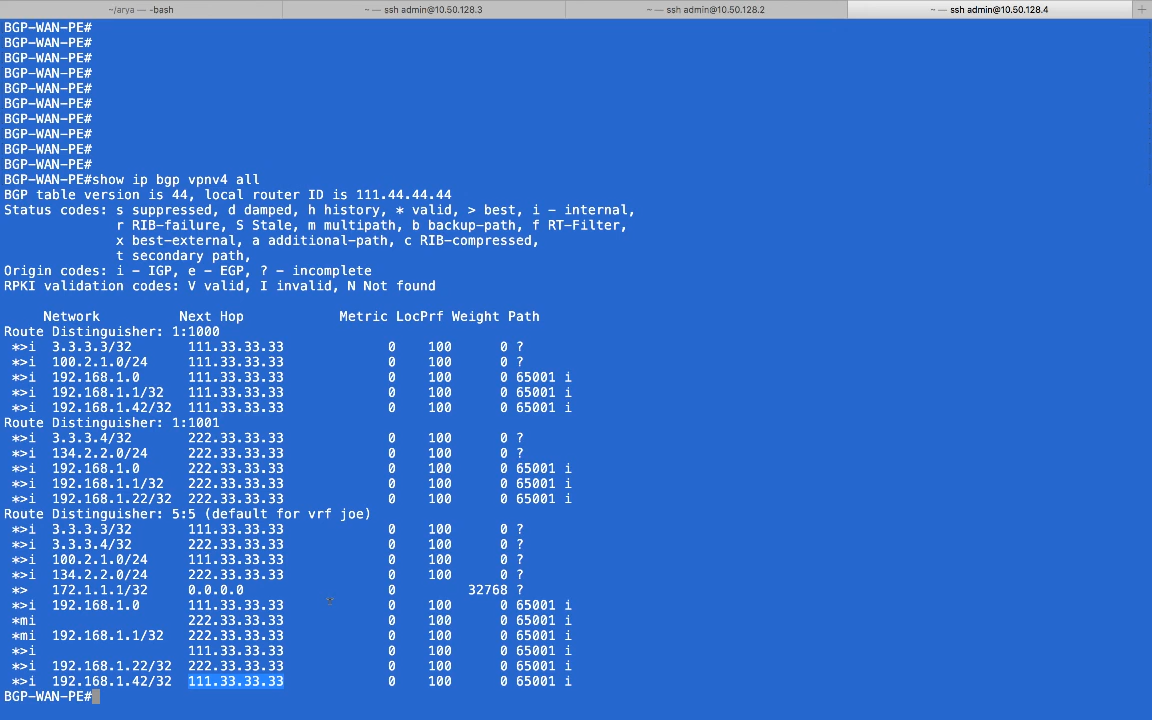 ~/arya — -bash
~ — ssh admin@10.50.128.3
~ — ssh admin@10.50.128.2
~ — ssh admin@10.50.128.4
BGP-WAN-PE#
BGP-WAN-PE#
BGP-WAN-PE#
BGP-WAN-PE#
BGP-WAN-PE#
BGP-WAN-PE#
BGP-WAN-PE#
BGP-WAN-PE#
BGP-WAN-PE#
BGP-WAN-PE#
BGP-WAN-PE#show ip bgp vpnv4 all
BGP table version is 44, local router ID is 111.44.44.44
Status codes: s suppressed, d damped, h history, * valid, > best, i - internal,
r RIB-failure, S Stale, m multipath, b backup-path, f RT-Filter,
x best-external, a additional-path, c RIB-compressed,
t secondary path,
Origin codes: i - IGP, e - EGP, ? - incomplete
RPKI validation codes: V valid, I invalid, N Not found
Network Next Hop Metric LocPrf Weight Path
Route Distinguisher: 1:1000
*>i 3.3.3.3/32 111.33.33.33 0 100 0 ?
*>i 100.2.1.0/24 111.33.33.33 0 100 0 ?
*>i 192.168.1.0 111.33.33.33 0 100 0 65001 i
*>i 192.168.1.1/32 111.33.33.33 0 100 0 65001 i
*>i 192.168.1.42/32 111.33.33.33 0 100 0 65001 i
Route Distinguisher: 1:1001
*>i 3.3.3.4/32 222.33.33.33 0 100 0 ?
*>i 134.2.2.0/24 222.33.33.33 0 100 0 ?
*>i 192.168.1.0 222.33.33.33 0 100 0 65001 i
*>i 192.168.1.1/32 222.33.33.33 0 100 0 65001 i
*>i 192.168.1.22/32 222.33.33.33 0 100 0 65001 i
Route Distinguisher: 5:5 (default for vrf joe)
*>i 3.3.3.3/32 111.33.33.33 0 100 0 ?
*>i 3.3.3.4/32 222.33.33.33 0 100 0 ?
*>i 100.2.1.0/24 111.33.33.33 0 100 0 ?
*>i 134.2.2.0/24 222.33.33.33 0 100 0 ?
*> 172.1.1.1/32 0.0.0.0 0 32768 ?
*>i 192.168.1.0 111.33.33.33 0 100 0 65001 i
*mi 222.33.33.33 0 100 0 65001 i
*mi 192.168.1.1/32 222.33.33.33 0 100 0 65001 i
*>i 111.33.33.33 0 100 0 65001 i
*>i 192.168.1.22/32 222.33.33.33 0 100 0 65001 i
*>i 192.168.1.42/32 111.33.33.33 0 100 0 65001 i
BGP-WAN-PE#